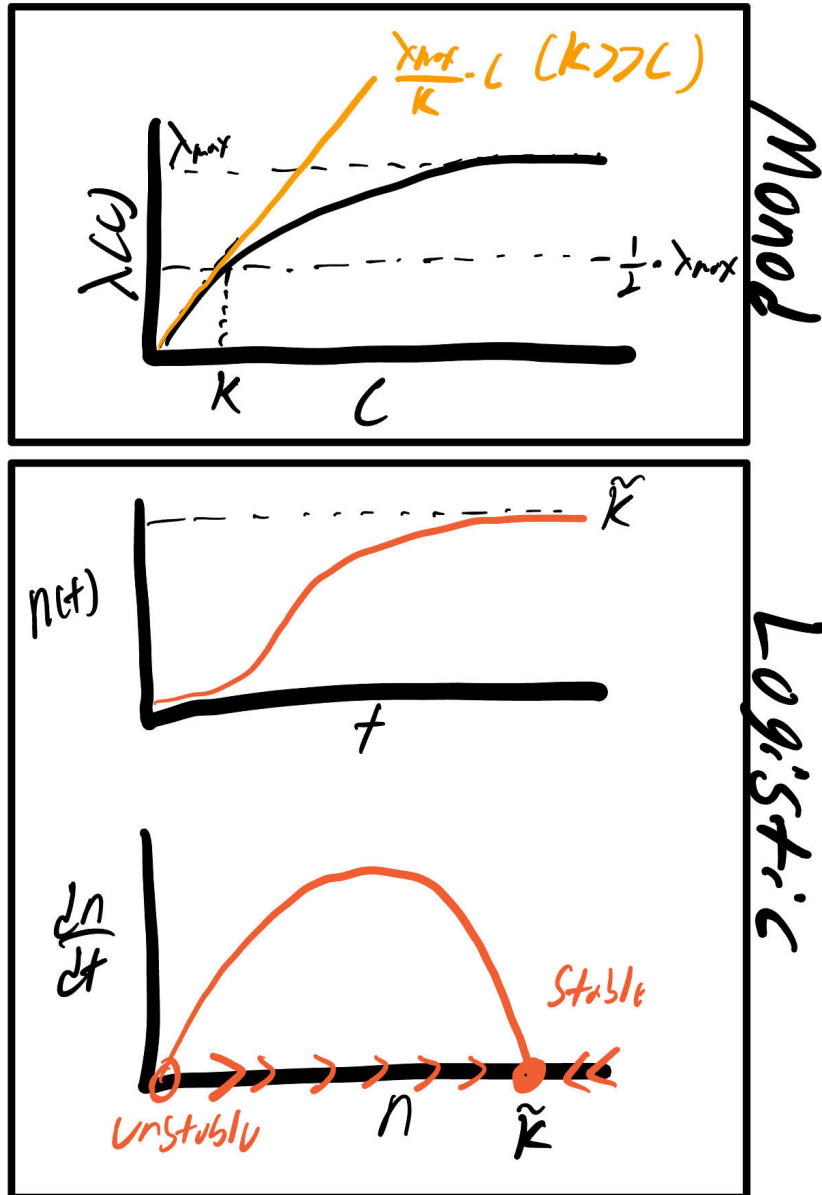 λmax/K · C (K>>C)
λmax
λ(C)
1/2 · λmax
K
C
Monod
K̃
n(t)
t
Logistic
dn/dt
Stable
Unstable
n
K̃